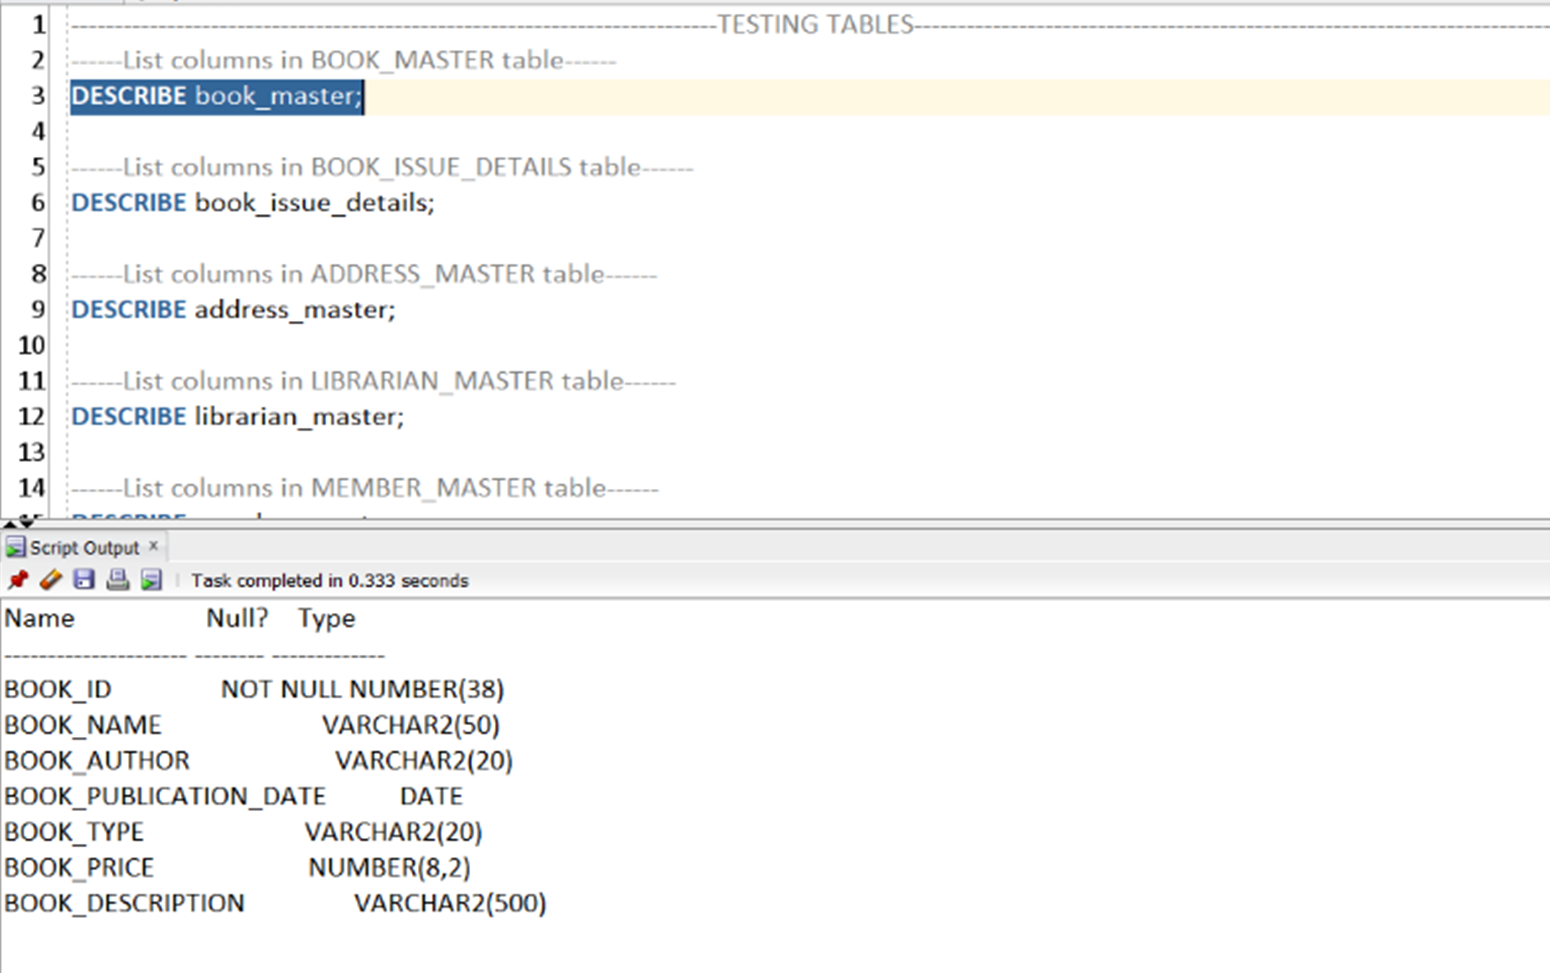 1 --------------------------------------------------------------------------TESTING TABLES--------------------------------------------------------------------------
2 ------List columns in BOOK_MASTER table------
3 DESCRIBE book_master;
4
5 ------List columns in BOOK_ISSUE_DETAILS table------
6 DESCRIBE book_issue_details;
7
8 ------List columns in ADDRESS_MASTER table------
9 DESCRIBE address_master;
10
11 ------List columns in LIBRARIAN_MASTER table------
12 DESCRIBE librarian_master;
13
14 ------List columns in MEMBER_MASTER table------
Script Output ×
Task completed in 0.333 seconds
Name Null? Type
--------------------- -------- -------------
BOOK_ID NOT NULL NUMBER(38)
BOOK_NAME VARCHAR2(50)
BOOK_AUTHOR VARCHAR2(20)
BOOK_PUBLICATION_DATE DATE
BOOK_TYPE VARCHAR2(20)
BOOK_PRICE NUMBER(8,2)
BOOK_DESCRIPTION VARCHAR2(500)